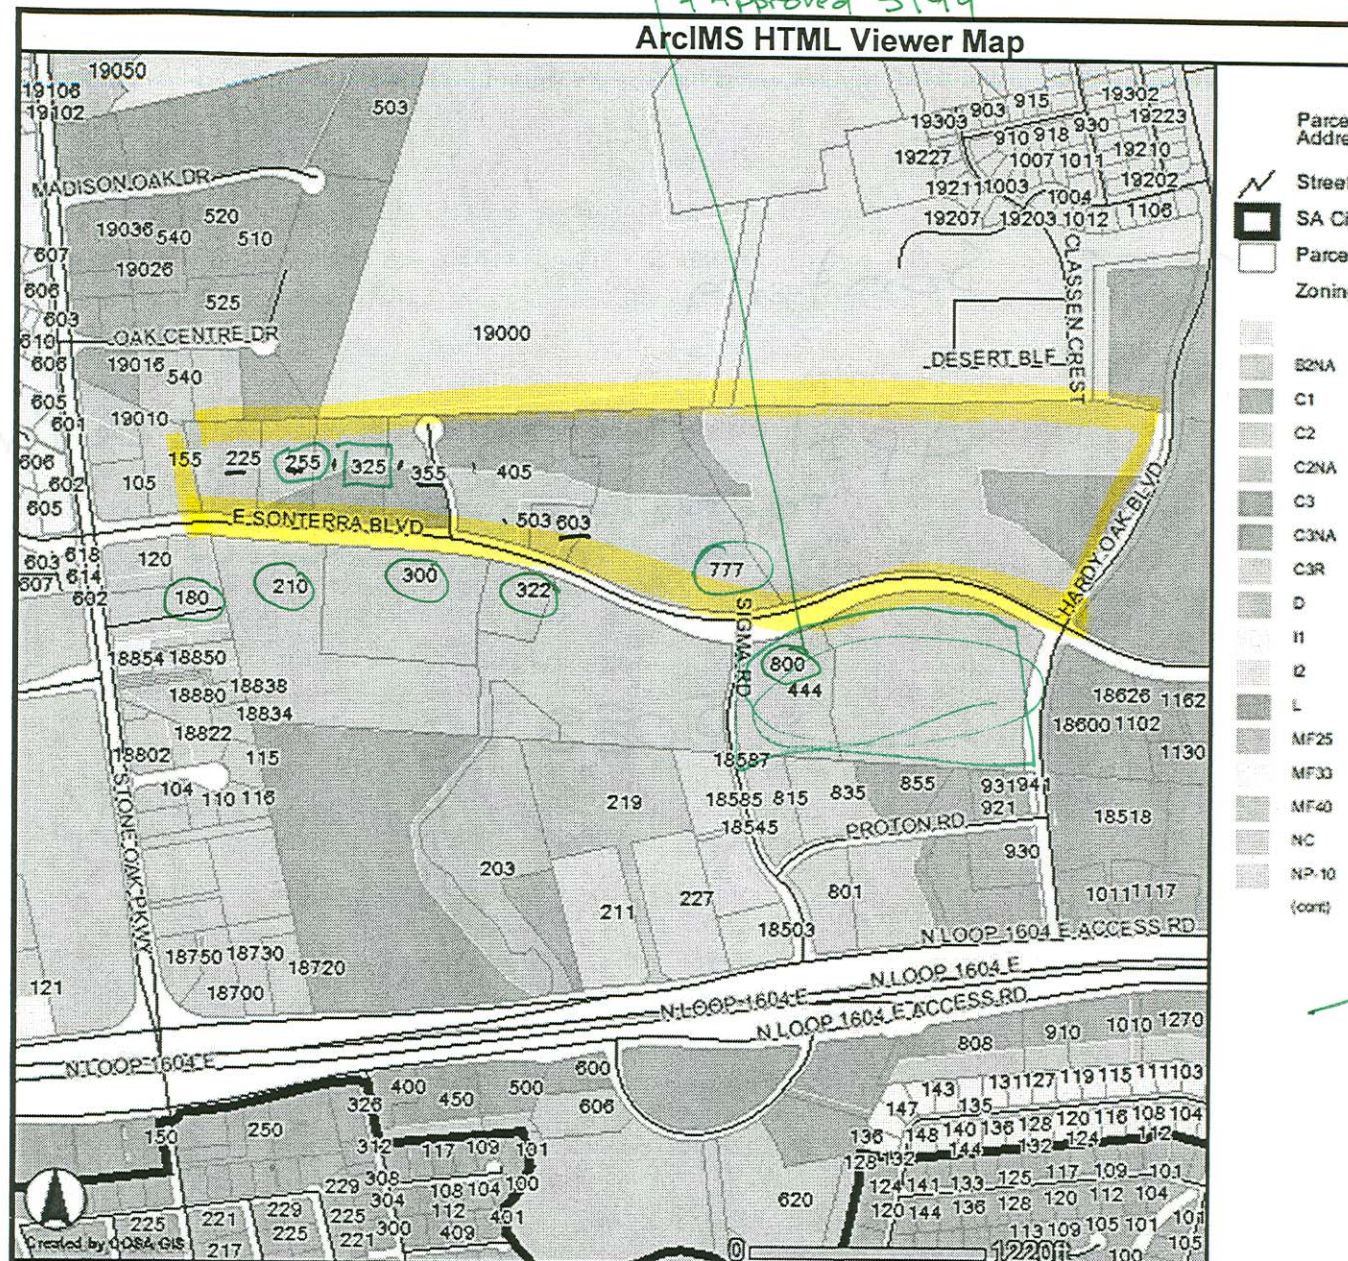 + Approved 3/99
ArcIMS HTML Viewer Map
19050
19106
19102
503
MADISON OAK DR
520
19036 540 510
607
19026
606
525
603
610 OAK CENTRE DR
606
19016 540
605
601 19010
155 225 255 325 355 405
606
602 105
605
E SONTERRA BLVD
503 603
19000
19303 903 915 19302
910 918 930 19223
19227 1007 1011 19210
19211 1003 1004 19202
19207 19203 1012 1106
CLASSEN CREST
DESERT BLF
HARDY OAK BLVD
603 618 120
607 614
602 180 210 300 322 777
SIGMA RD
800
444
18854 18850
18880 18838
18834
18822
18802 115
104 110 116
STONE OAK PKWY
18587
18626 1162
18600 1102
1130
219 18585 815 835 855 931 941
921
18545 PROTON RD 18518
203 930
227 801 1011 1117
211
18503
N LOOP 1604 E ACCESS RD
18750 18730
18720
121 18700
N LOOP 1604 E
N LOOP 1604 E
N LOOP 1604 E ACCESS RD
N LOOP 1604 E
808 910 1010 1270
600
400 500
450 606
326
143 131 127 119 115 111 103
147 135
150 250
312 117 109 101
136 148 140 136 128 120 116 108 104
144 132 124 112
128 132
308
229 304 108 104 100
124 141 133 125 117 109 101
620
120 144 136 128 120 112 104
225 221 229 225 300 112
225 221 409 401
217
113 109 105 101 101
100 105
Created by COSA GIS
0 1220ft
Parce
Addre
Street
SA Ci
Parce
Zoning
B2NA
C1
C2
C2NA
C3
C3NA
C3R
D
I1
I2
L
MF25
MF33
MF40
NC
NP-10
(cont)